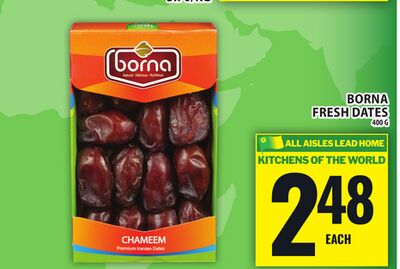 borna
Natural Delicious Nutritious
CHAMEEM
Premium Iranian Dates
BORNA
FRESH DATES
400 G
ALL AISLES LEAD HOME
KITCHENS OF THE WORLD
2 48
EACH